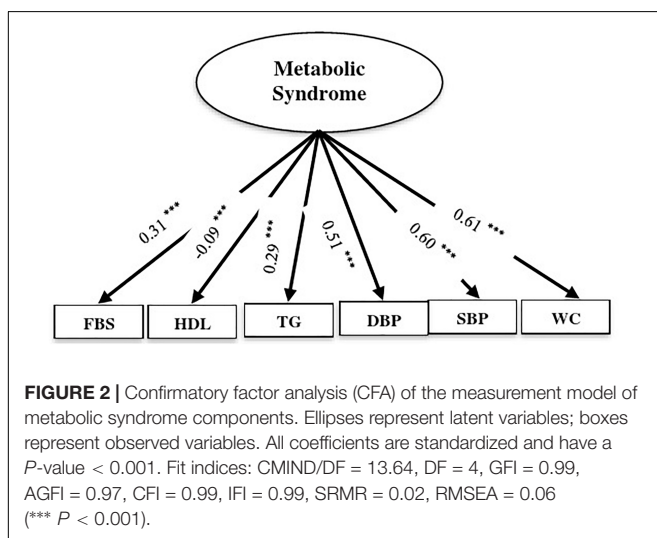 Metabolic
Syndrome
0.31 ***
-0.09 ***
0.29 ***
0.51 ***
0.60 ***
0.61 ***
FBS HDL TG DBP SBP WC
FIGURE 2 | Confirmatory factor analysis (CFA) of the measurement model of
metabolic syndrome components. Ellipses represent latent variables; boxes
represent observed variables. All coefficients are standardized and have a
P-value < 0.001. Fit indices: CMIND/DF = 13.64, DF = 4, GFI = 0.99,
AGFI = 0.97, CFI = 0.99, IFI = 0.99, SRMR = 0.02, RMSEA = 0.06
(*** P < 0.001).